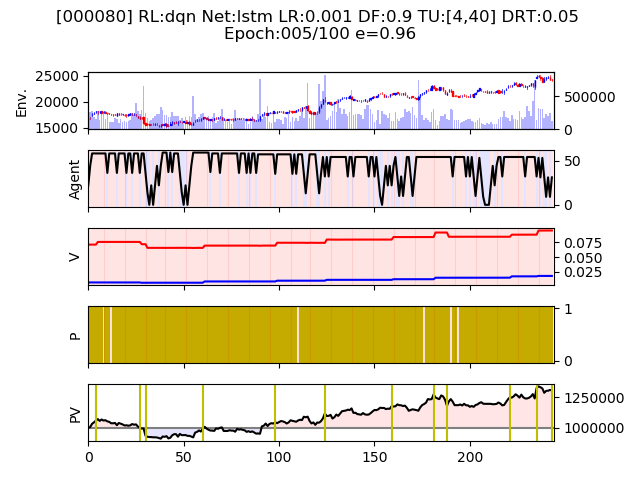 [000080] RL:dqn Net:lstm LR:0.001 DF:0.9 TU:[4,40] DRT:0.05
Epoch:005/100 e=0.96
Env.
25000
20000
15000
500000
0
Agent
50
0
V
0.075
0.050
0.025
P
1
0
PV
1250000
1000000
0
50
100
150
200